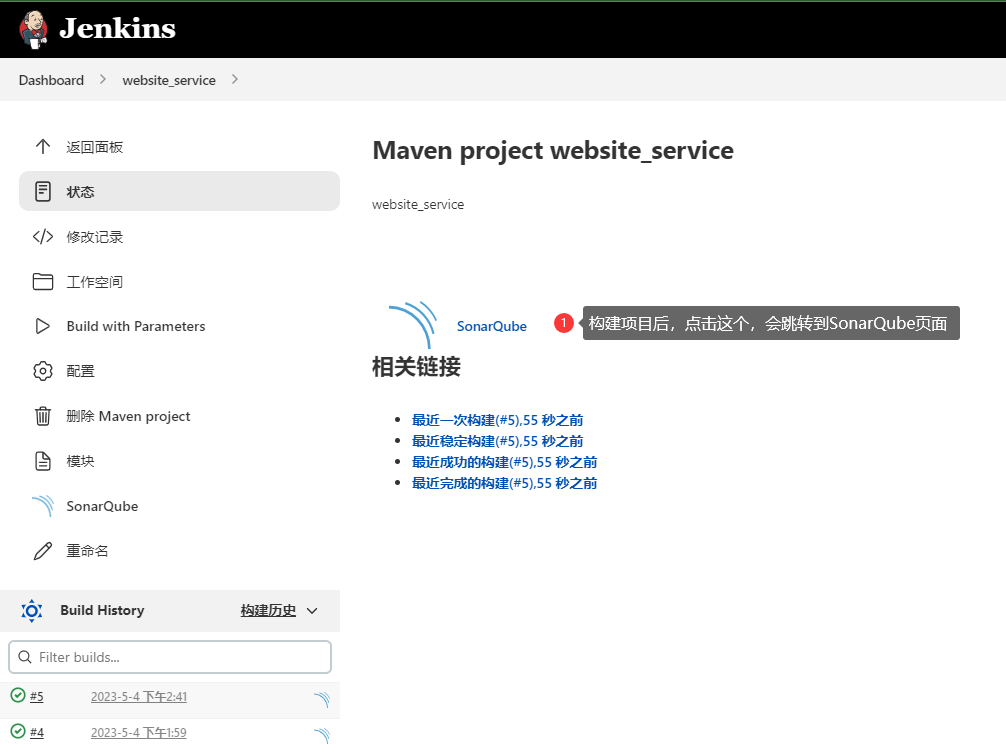 Jenkins
Dashboard
website_service
返回面板
状态
修改记录
工作空间
Build with Parameters
配置
删除 Maven project
模块
SonarQube
重命名
Build History
构建历史
Filter builds...
#5 2023-5-4 下午2:41
#4 2023-5-4 下午1:59
Maven project website_service
website_service
SonarQube
1 构建项目后，点击这个，会跳转到SonarQube页面
相关链接
最近一次构建(#5),55 秒之前
最近稳定构建(#5),55 秒之前
最近成功的构建(#5),55 秒之前
最近完成的构建(#5),55 秒之前